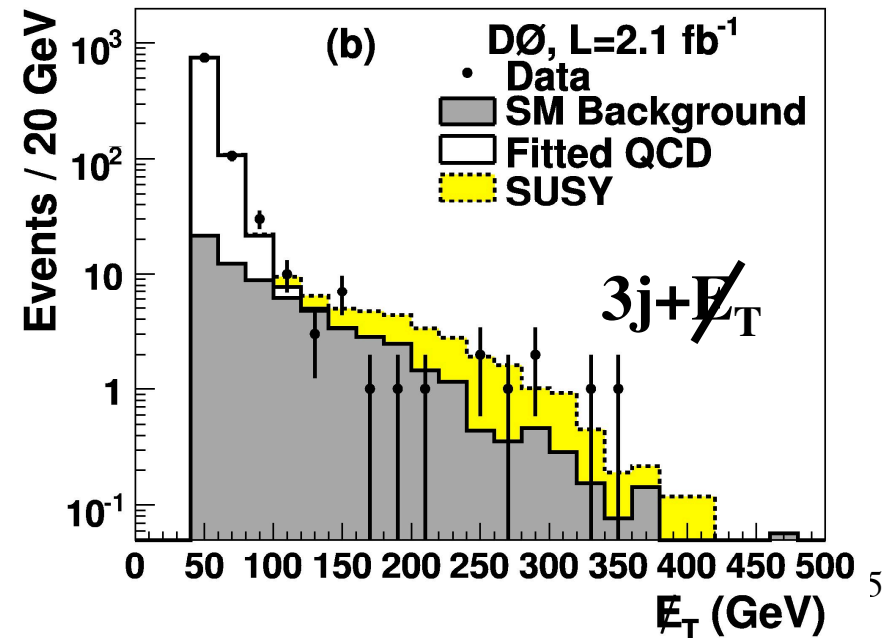 Events / 20 GeV
10³
10²
10
1
10⁻¹
(b)
DØ, L=2.1 fb⁻¹
Data
SM Background
Fitted QCD
SUSY
3j+E̸T
0 50 100 150 200 250 300 350 400 450 500
E̸T (GeV)
5